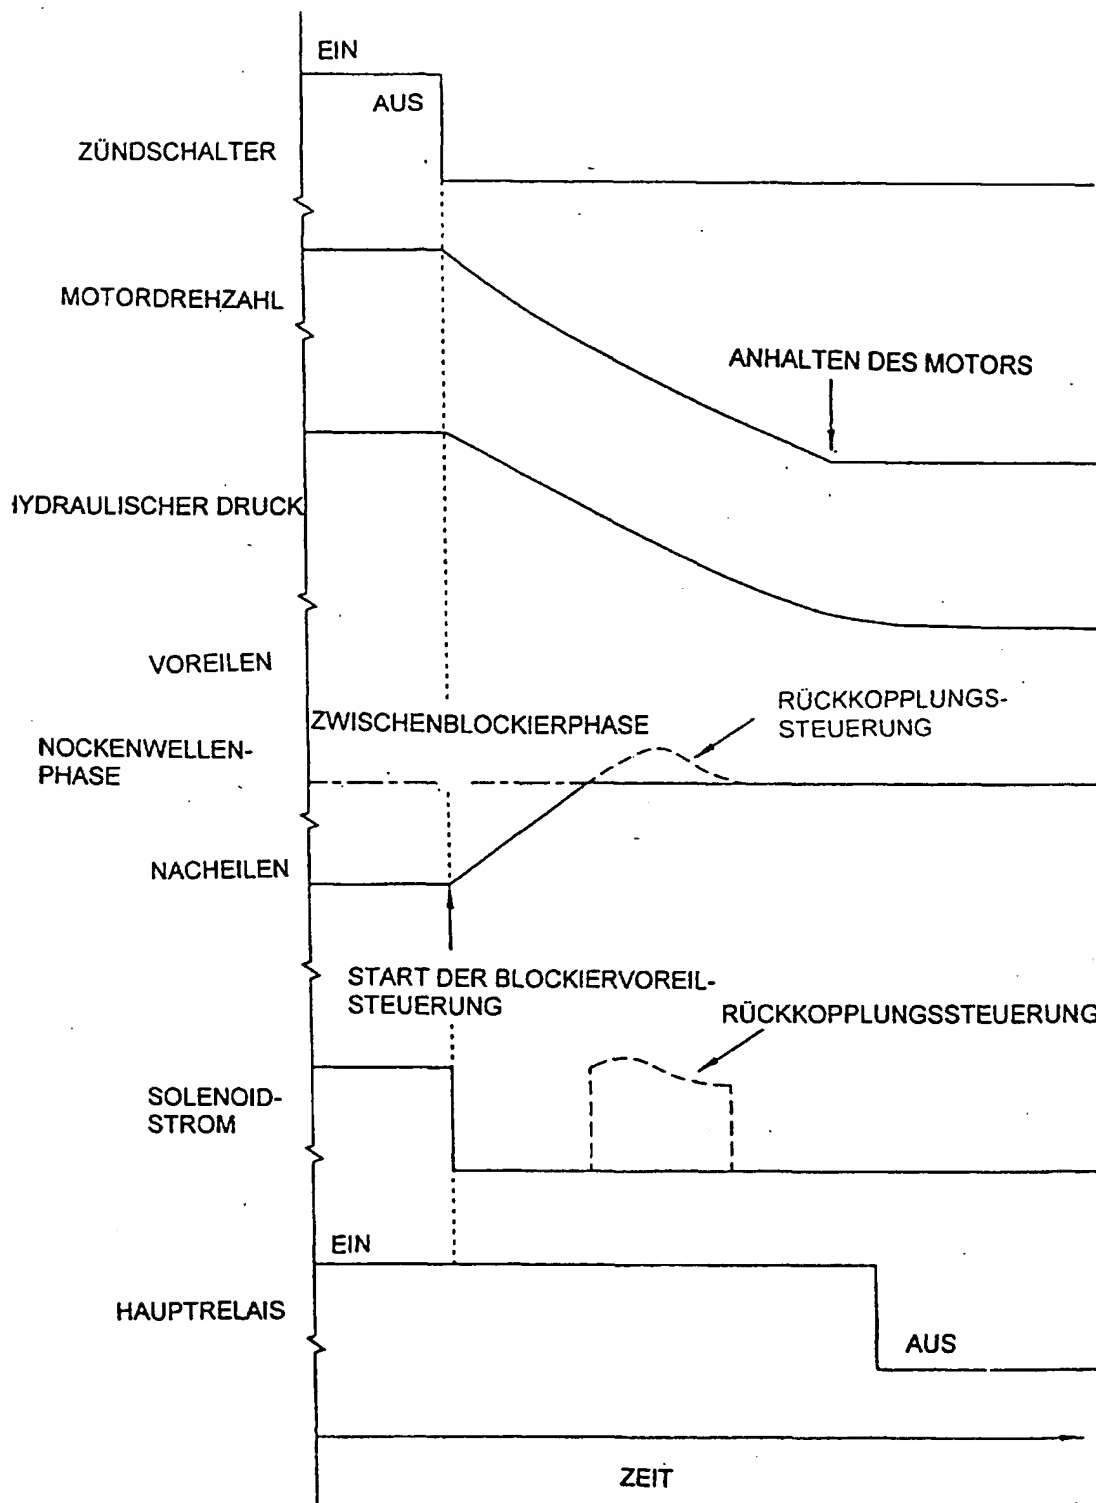 EIN
AUS
ZÜNDSCHALTER
MOTORDREHZAHL
ANHALTEN DES MOTORS
IYDRAULISCHER DRUCK
VOREILEN
ZWISCHENBLOCKIERPHASE
RÜCKKOPPLUNGS-
STEUERUNG
NOCKENWELLEN-
PHASE
NACHEILEN
START DER BLOCKIERVOREIL-
STEUERUNG
RÜCKKOPPLUNGSSTEUERUNG
SOLENOID-
STROM
EIN
HAUPTRELAIS
AUS
ZEIT